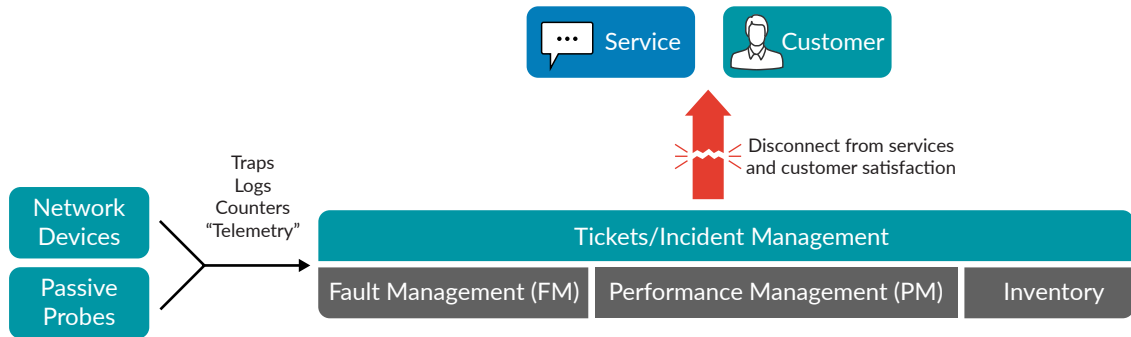 ...
Service
Customer
Disconnect from services
and customer satisfaction
Traps
Logs
Counters
“Telemetry”
Network
Devices
Passive
Probes
Tickets/Incident Management
Fault Management (FM)
Performance Management (PM)
Inventory